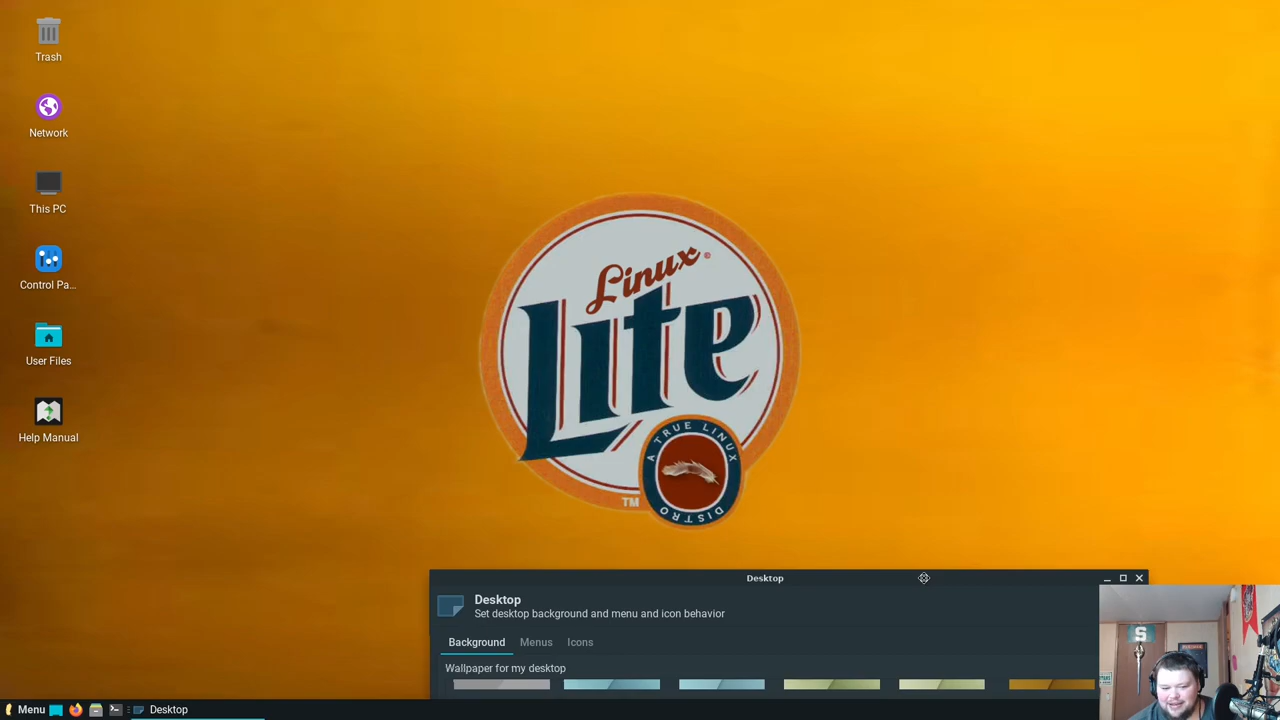 Trash
Network
This PC
Control Pa...
User Files
Help Manual
Linux®
Lite
A TRUE LINUX
DISTRO
TM
Desktop
Desktop
Set desktop background and menu and icon behavior
Background Menus Icons
Wallpaper for my desktop
S
Menu
Desktop